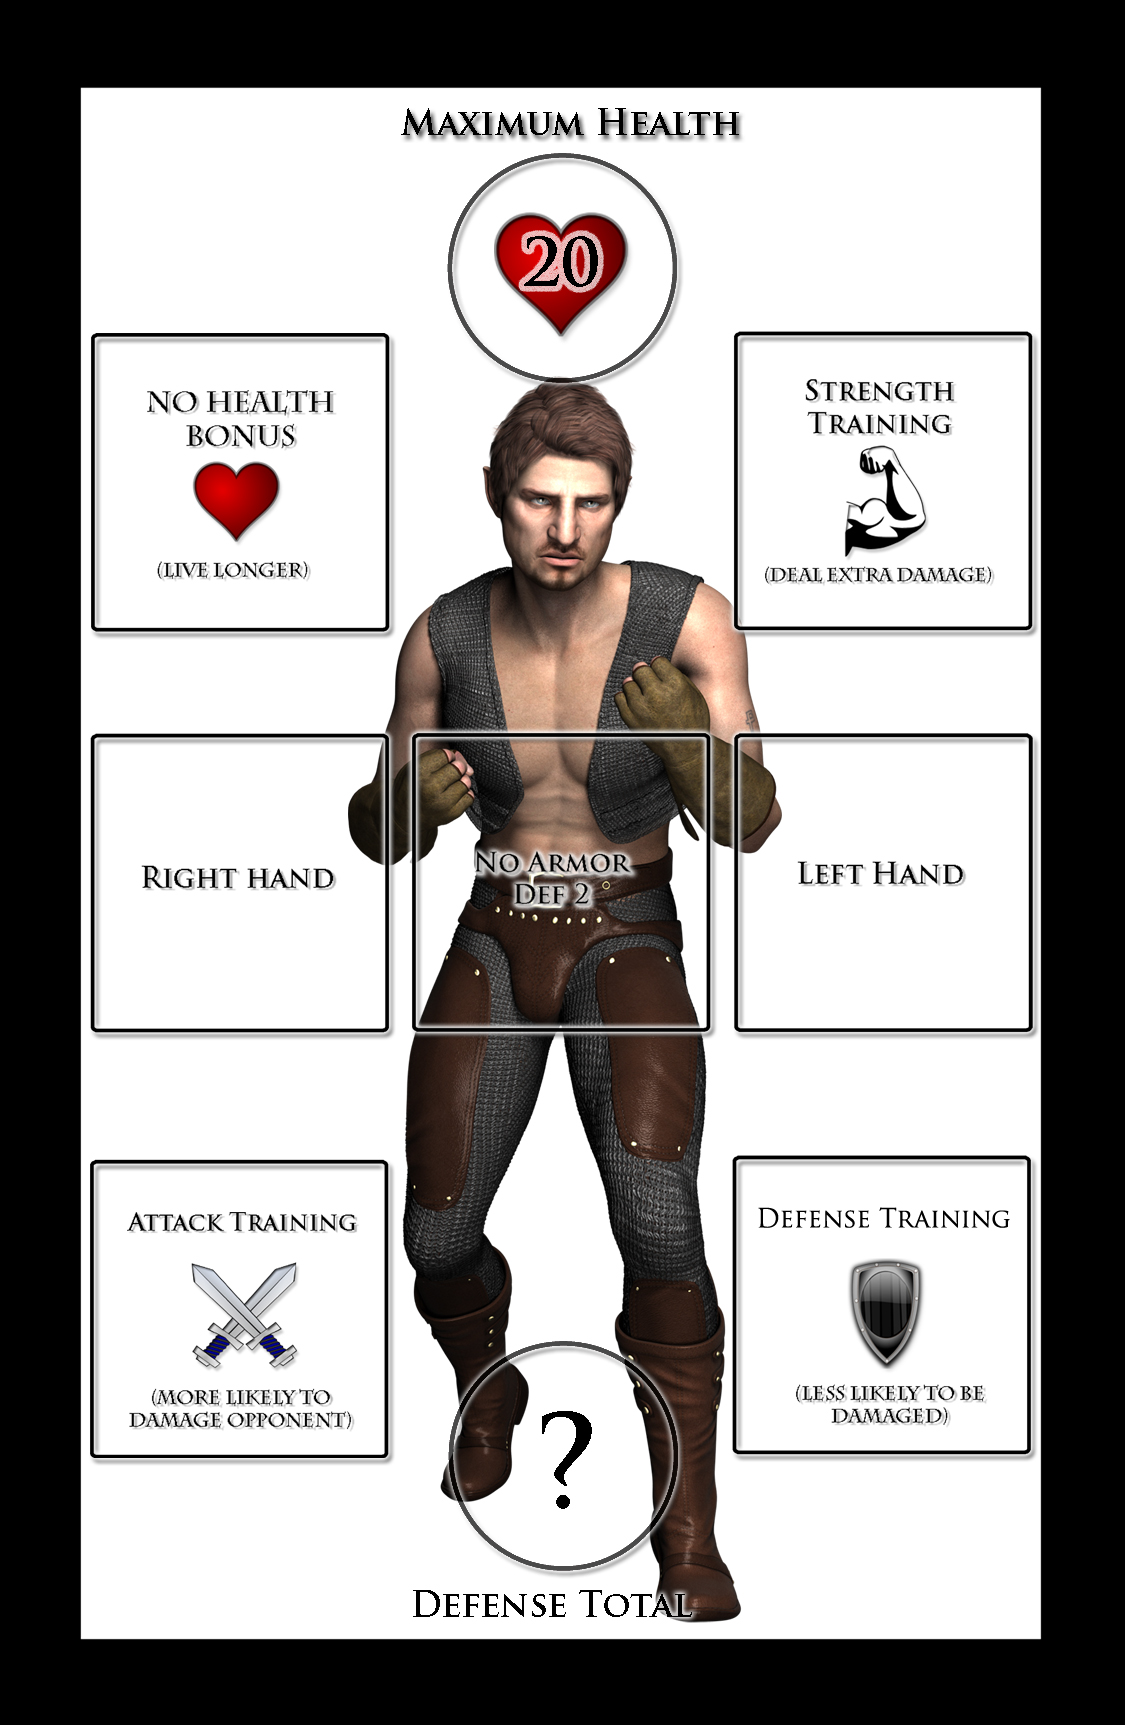 Maximum Health
20
No Health
Bonus
(Live Longer)
Strength
Training
(Deal Extra Damage)
Right hand
No Armor
Def 2
Left Hand
Attack Training
(More likely to
damage opponent)
Defense Training
(Less likely to be
damaged)
?
Defense Total